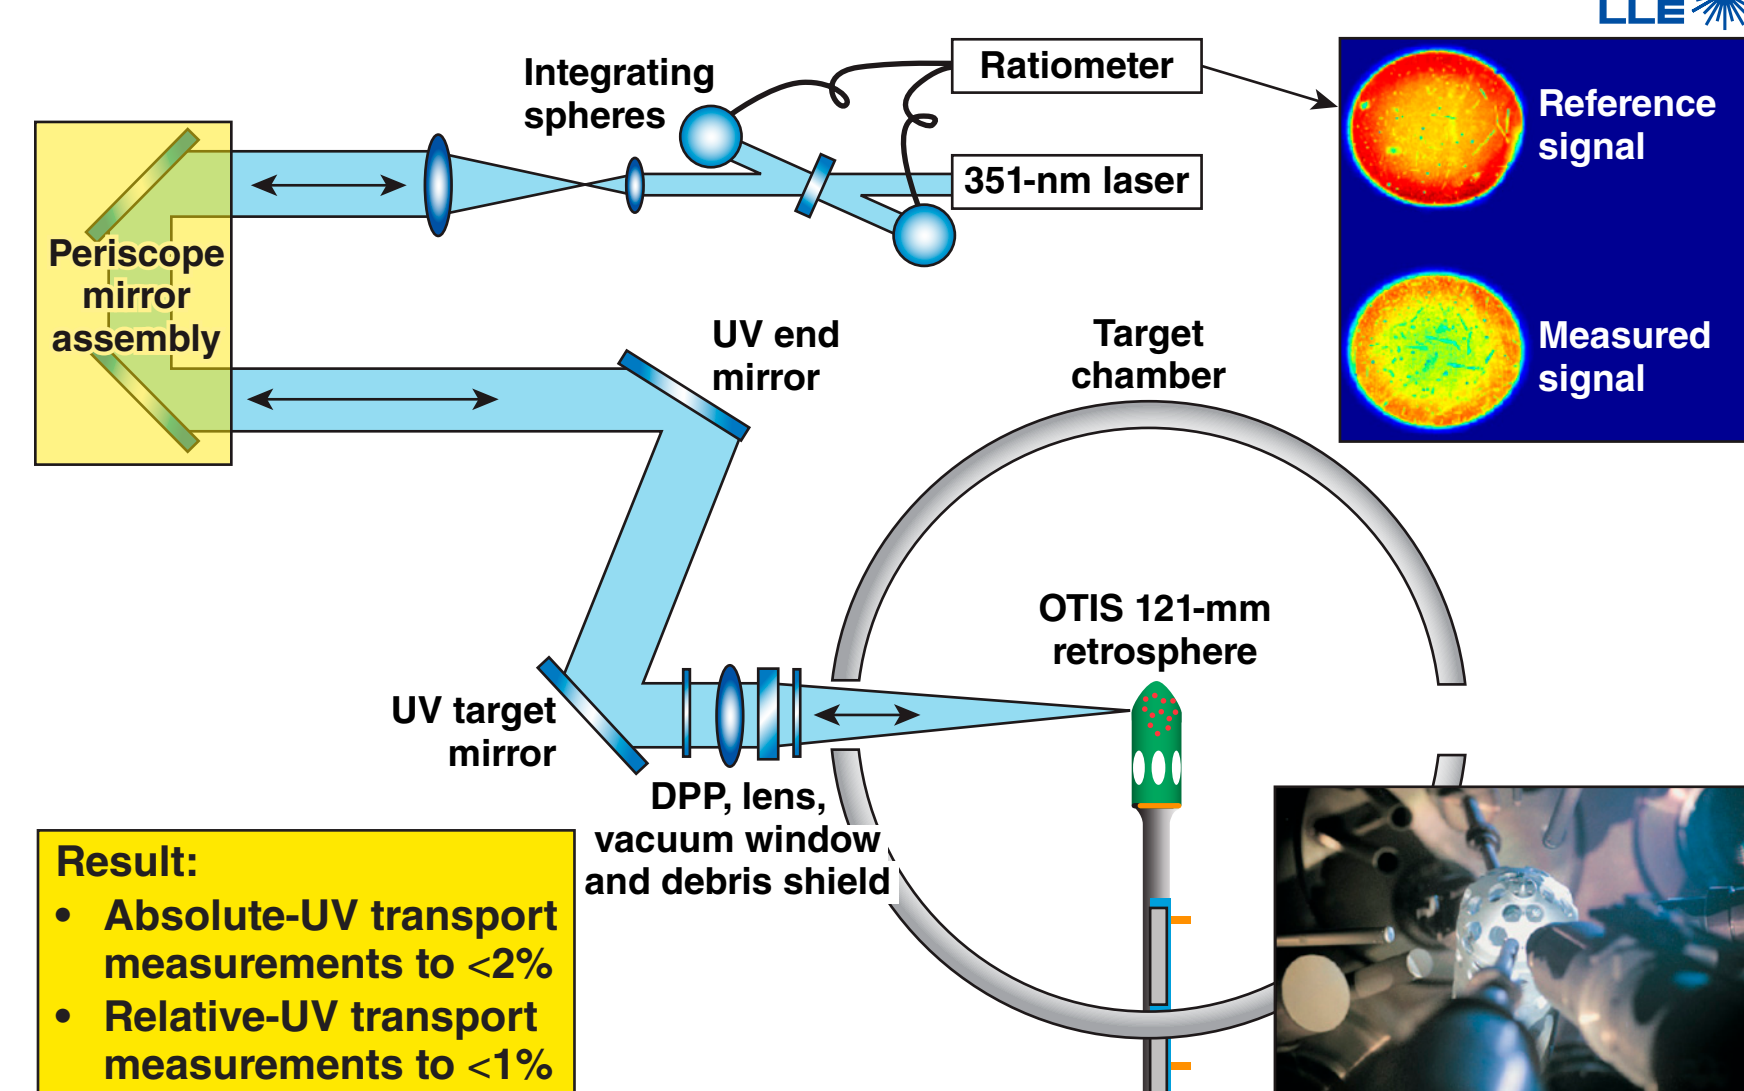 LLE
Integrating
spheres
Ratiometer
351-nm laser
Reference
signal
Measured
signal
Periscope
mirror
assembly
UV end
mirror
Target
chamber
OTIS 121-mm
retrosphere
UV target
mirror
DPP, lens,
vacuum window
and debris shield
Result:
• Absolute-UV transport
measurements to <2%
• Relative-UV transport
measurements to <1%